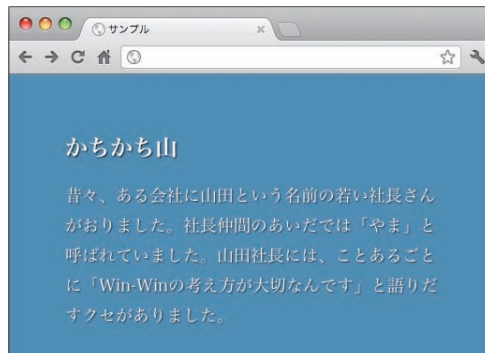 サンプル
かちかち山
昔々、ある会社に山田という名前の若い社長さん
がおりました。社長仲間のあいだでは「やま」と
呼ばれていました。山田社長には、ことあるごと
に「Win-Winの考え方が大切なんです」と語りだ
すクセがありました。